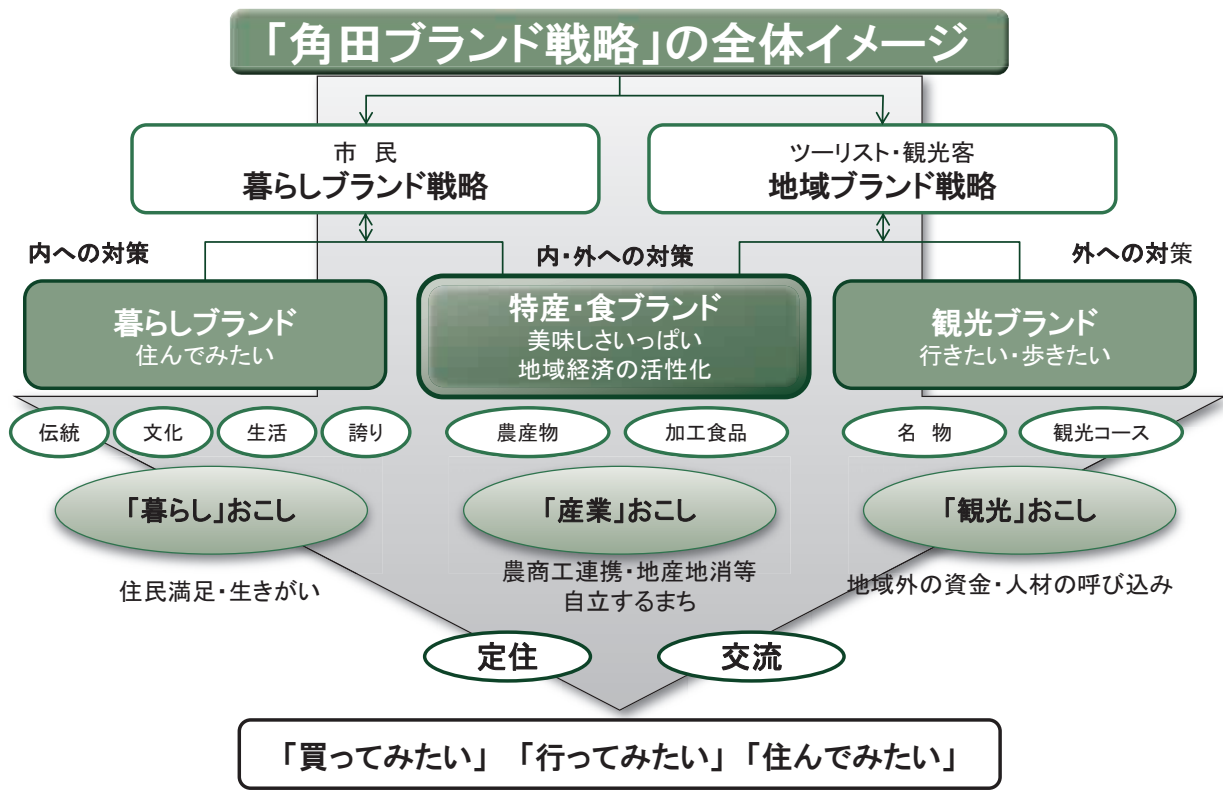 「角田ブランド戦略」の全体イメージ
市 民
暮らしブランド戦略
ツーリスト・観光客
地域ブランド戦略
内への対策
内・外への対策
外への対策
暮らしブランド
住んでみたい
特産・食ブランド
美味しさいっぱい
地域経済の活性化
観光ブランド
行きたい・歩きたい
伝統
文化
生活
誇り
農産物
加工食品
名 物
観光コース
「暮らし」おこし
「産業」おこし
「観光」おこし
住民満足・生きがい
農商工連携・地産地消等
自立するまち
地域外の資金・人材の呼び込み
定住
交流
「買ってみたい」 「行ってみたい」 「住んでみたい」